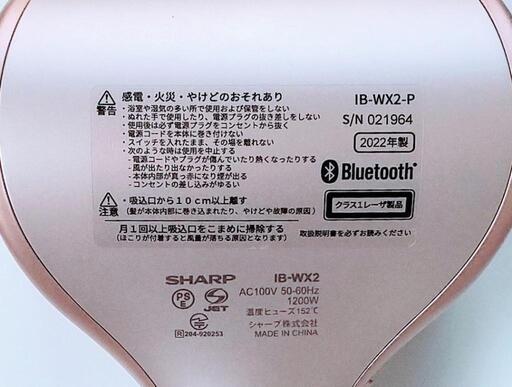 警告
感電・火災・やけどのおそれあり
・浴室や湿気の多い所で使用および保管をしない
・ぬれた手で使用したり、電源プラグの抜き差しをしない
・使用後は必ず電源プラグをコンセントから抜く
・電源コードを本体に巻き付けない
・スイッチを入れたまま、その場を離れない
・次のような時は使用を中止する
- 電源コードやプラグが傷んでいたり熱くなったりする
- 風が出たり出なかったりする
- 本体内部が真っ赤になり煙が出る
- コンセントの差し込みがゆるい
注意
・吸込口から10cm以上離す
(髪が本体内部に巻き込まれたり、やけどや故障の原因)
月1回以上吸込口をこまめに掃除する
(ほこりが付着すると風量が落ちる原因となります)
IB-WX2-P
S/N 021964
2022年製
Bluetooth
クラス1レーザ製品
取扱説明書を必ずお読みください
SHARP
PS
E
JET
R 204-920253
IB-WX2
AC100V 50-60Hz
1200W
温度ヒューズ152℃
シャープ株式会社
MADE IN CHINA